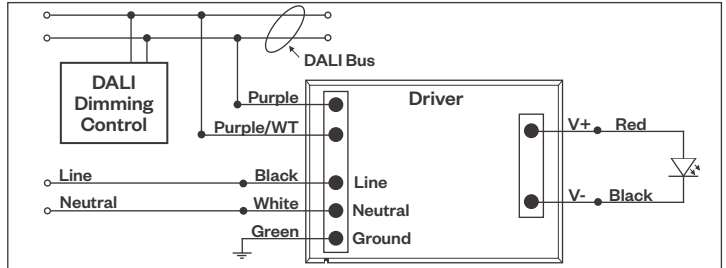 DALI Bus
DALI
Dimming
Control
Driver
Purple
Purple/WT
V+ Red
Line Black Line
V- Black
Neutral White Neutral
Green Ground